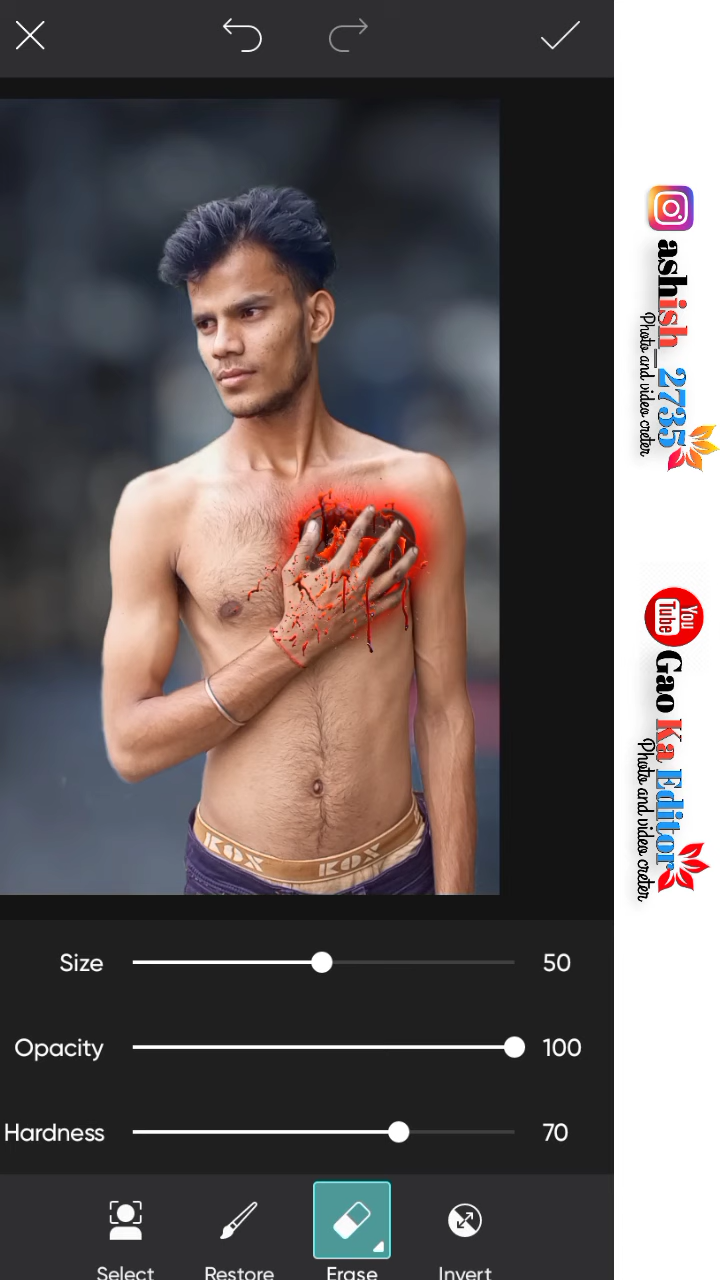 ashish_2735
Photo and video creter
You
Tube
Gao Ka Editor
Photo and video creter
KOX KOX
Size 50
Opacity 100
Hardness 70
Select Restore Erase Invert